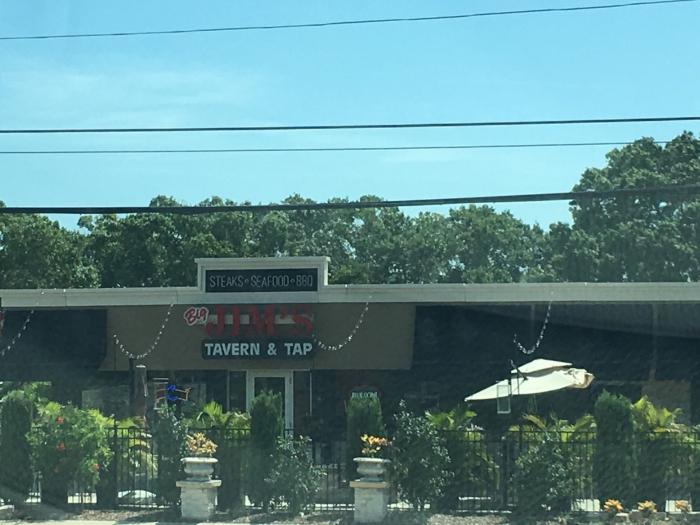 STEAKS • SEAFOOD • BBQ
Big JIM'S
TAVERN & TAP